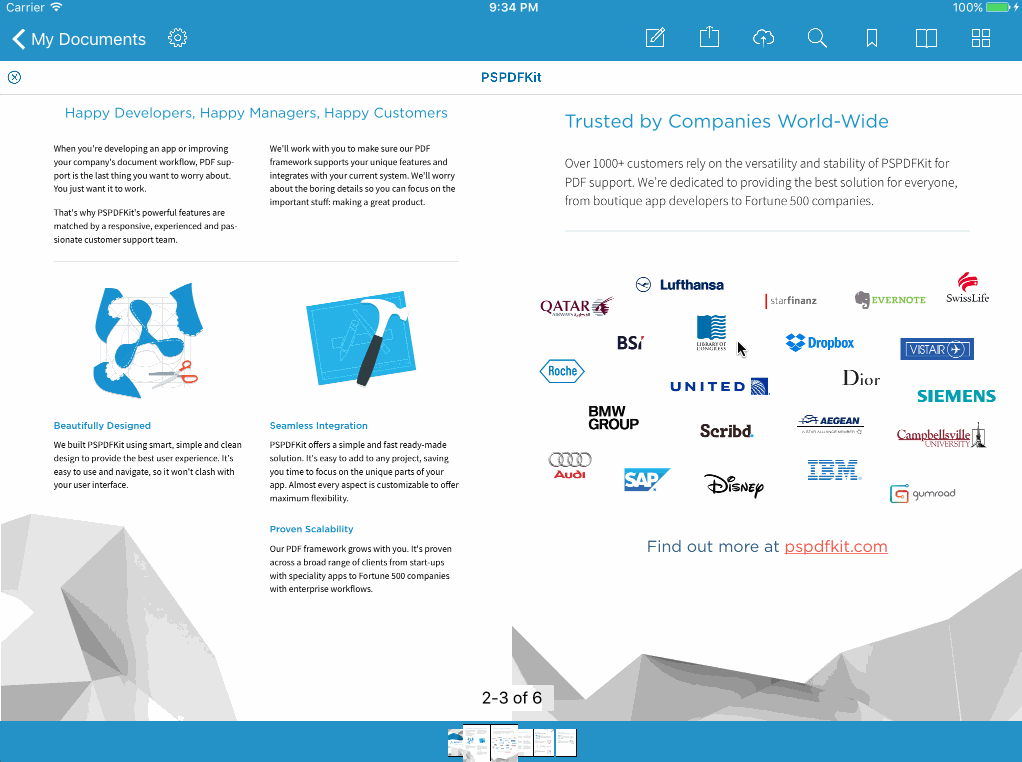 Carrier
9:34 PM
100%
My Documents
PSPDFKit
Happy Developers, Happy Managers, Happy Customers
When you're developing an app or improving
your company's document workflow, PDF sup-
port is the last thing you want to worry about.
You just want it to work.
That's why PSPDFKit's powerful features are
matched by a responsive, experienced and pas-
sionate customer support team.
We'll work with you to make sure our PDF
framework supports your unique features and
integrates with your current system. We'll worry
about the boring details so you can focus on the
important stuff: making a great product.
Beautifully Designed
We built PSPDFKit using smart, simple and clean
design to provide the best user experience. It's
easy to use and navigate, so it won't clash with
your user interface.
Seamless Integration
PSPDFKit offers a simple and fast ready-made
solution. It's easy to add to any project, saving
you time to focus on the unique parts of your
app. Almost every aspect is customizable to offer
maximum flexibility.
Proven Scalability
Our PDF framework grows with you. It's proven
across a broad range of clients from start-ups
with speciality apps to Fortune 500 companies
with enterprise workflows.
Trusted by Companies World-Wide
Over 1000+ customers rely on the versatility and stability of PSPDFKit for
PDF support. We're dedicated to providing the best solution for everyone,
from boutique app developers to Fortune 500 companies.
Lufthansa
QATAR
AIRWAYS
starfinanz
EVERNOTE
SwissLife
BSI
LIBRARY OF
CONGRESS
Dropbox
VISTAIR
Roche
UNITED
Dior
SIEMENS
BMW
GROUP
Scribd.
AEGEAN
A STAR ALLIANCE MEMBER
Campbellsville
UNIVERSITY
Audi
SAP
Disney
IBM
gumroad
Find out more at pspdfkit.com
2-3 of 6